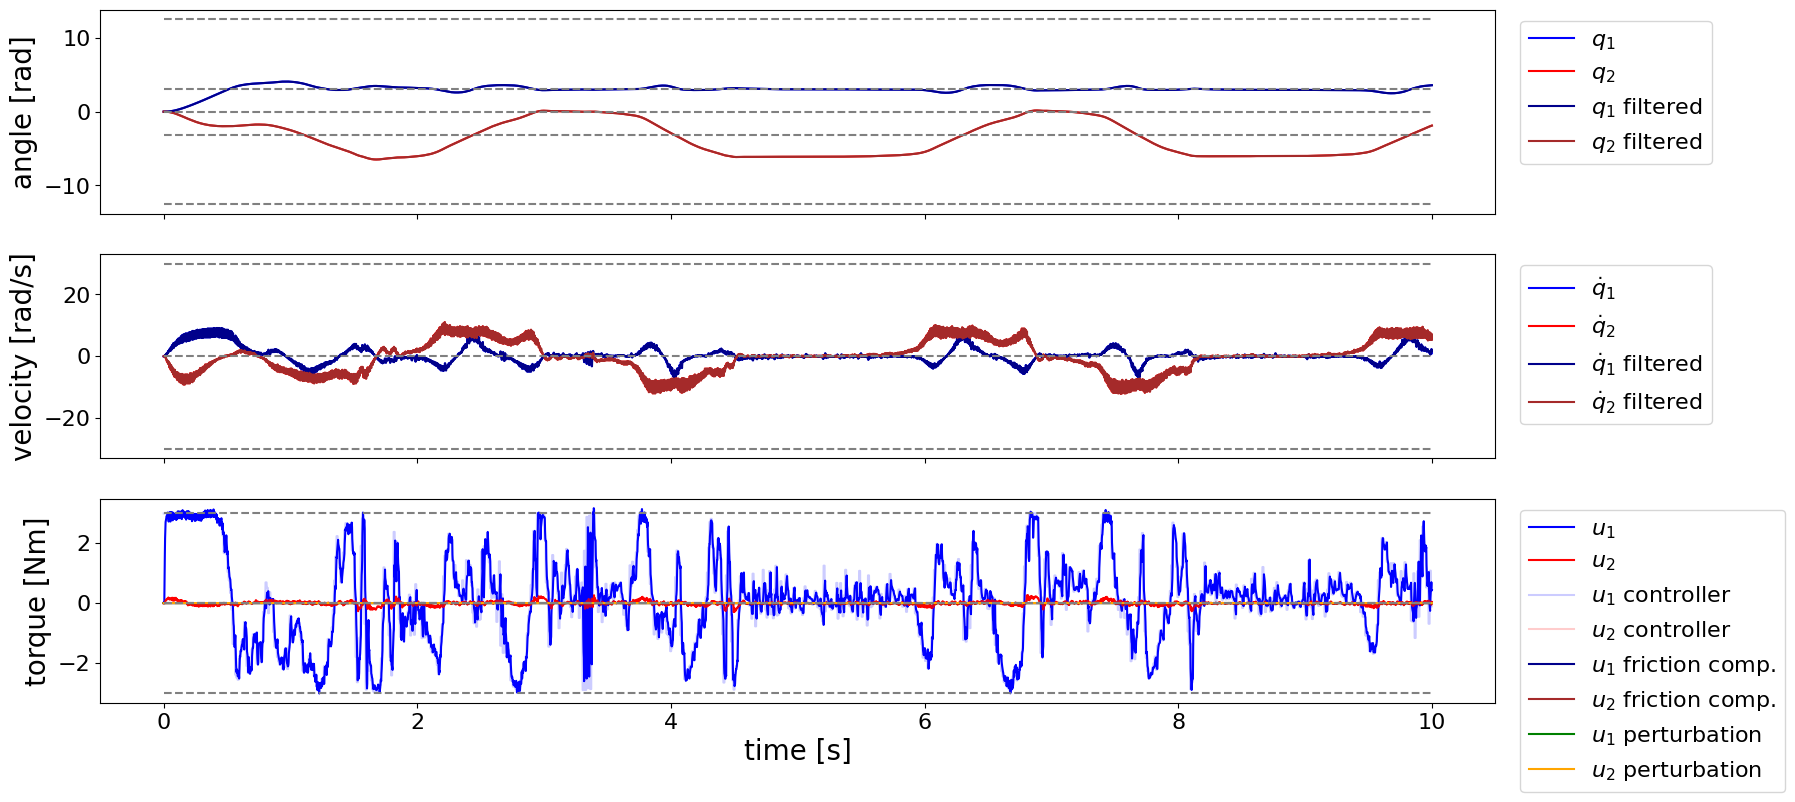 angle [rad]
10
0
−10
q₁
q₂
q₁ filtered
q₂ filtered
velocity [rad/s]
20
0
−20
q̇₁
q̇₂
q̇₁ filtered
q̇₂ filtered
torque [Nm]
2
0
−2
0 2 4 6 8 10
time [s]
u₁
u₂
u₁ controller
u₂ controller
u₁ friction comp.
u₂ friction comp.
u₁ perturbation
u₂ perturbation